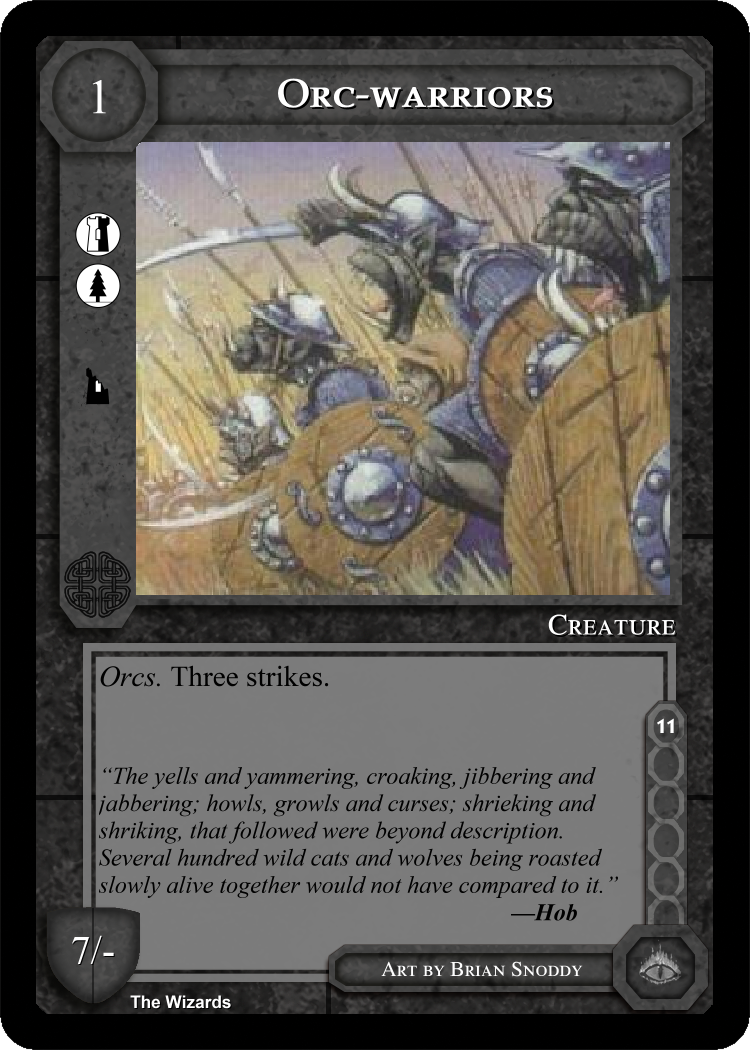 1
Orc-warriors
Creature
Orcs. Three strikes.
11
“The yells and yammering, croaking, jibbering and
jabbering; howls, growls and curses; shrieking and
shriking, that followed were beyond description.
Several hundred wild cats and wolves being roasted
slowly alive together would not have compared to it.”
—Hob
7/-
Art by Brian Snoddy
The Wizards